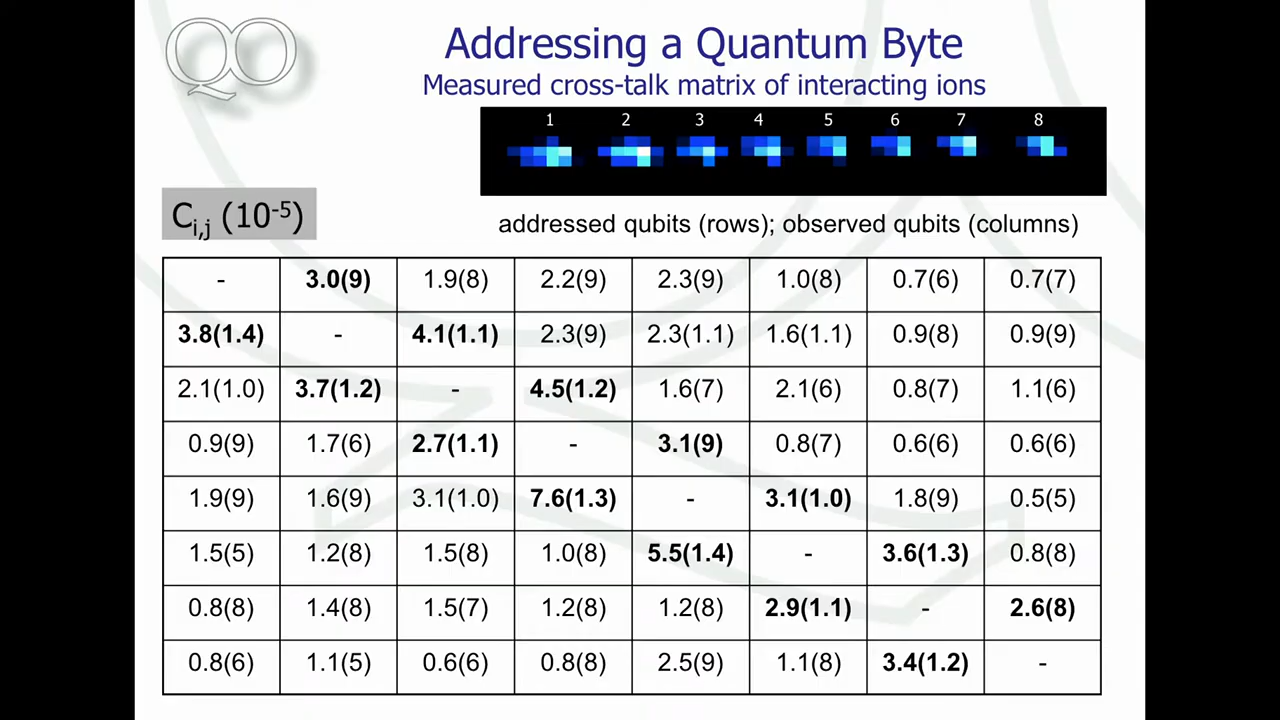 QO
Addressing a Quantum Byte
Measured cross-talk matrix of interacting ions
1 2 3 4 5 6 7 8
Ci,j (10-5)
addressed qubits (rows); observed qubits (columns)
- 3.0(9) 1.9(8) 2.2(9) 2.3(9) 1.0(8) 0.7(6) 0.7(7)
3.8(1.4) - 4.1(1.1) 2.3(9) 2.3(1.1) 1.6(1.1) 0.9(8) 0.9(9)
2.1(1.0) 3.7(1.2) - 4.5(1.2) 1.6(7) 2.1(6) 0.8(7) 1.1(6)
0.9(9) 1.7(6) 2.7(1.1) - 3.1(9) 0.8(7) 0.6(6) 0.6(6)
1.9(9) 1.6(9) 3.1(1.0) 7.6(1.3) - 3.1(1.0) 1.8(9) 0.5(5)
1.5(5) 1.2(8) 1.5(8) 1.0(8) 5.5(1.4) - 3.6(1.3) 0.8(8)
0.8(8) 1.4(8) 1.5(7) 1.2(8) 1.2(8) 2.9(1.1) - 2.6(8)
0.8(6) 1.1(5) 0.6(6) 0.8(8) 2.5(9) 1.1(8) 3.4(1.2) -